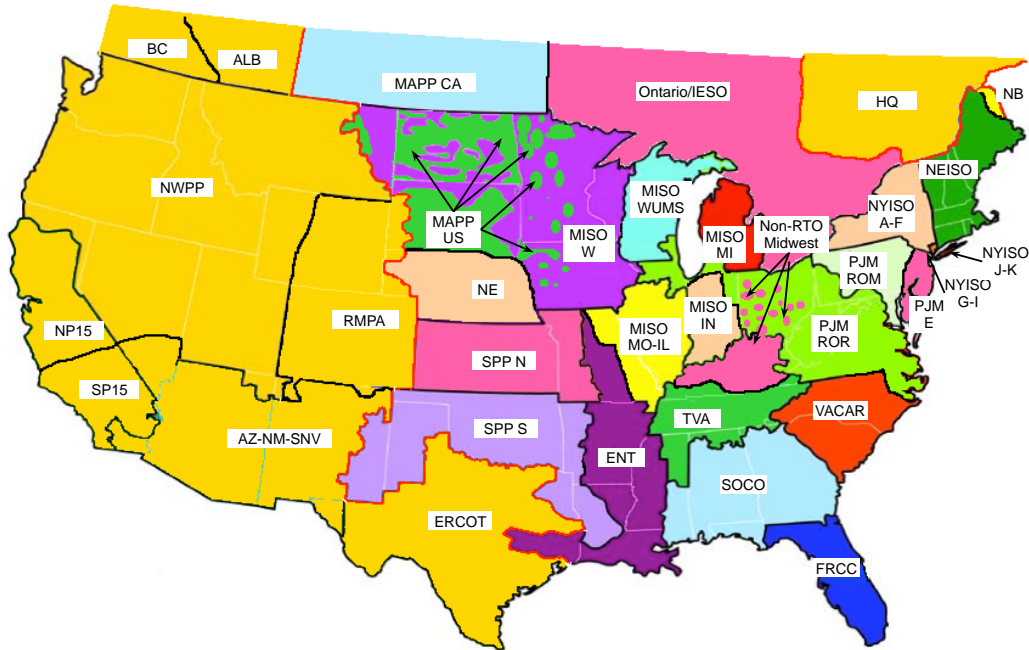 BC
ALB
MAPP CA
Ontario/IESO
HQ
NB
NWPP
MAPP
US
MISO
W
MISO
WUMS
MISO
MI
Non-RTO
Midwest
NYISO
A-F
NEISO
NYISO
J-K
NYISO
G-I
PJM
ROM
PJM
E
NE
RMPA
NP15
SP15
SPP N
MISO
MO-IL
MISO
IN
PJM
ROR
AZ-NM-SNV
SPP S
ENT
TVA
VACAR
SOCO
ERCOT
FRCC